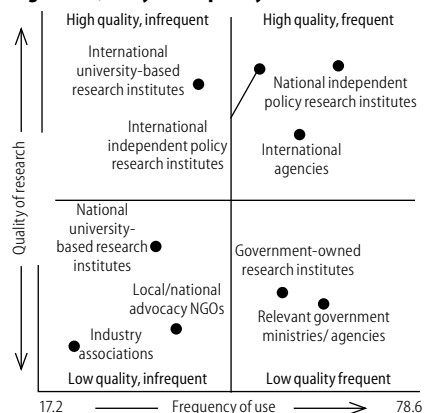 High quality, infrequent
High quality, frequent
International
university-based
research institutes
National independent
policy research institutes
International
independent policy
research institutes
International
agencies
Quality of research
National
university-
based research
institutes
Government-owned
research institutes
Local/national
advocacy NGOs
Relevant government
ministries/ agencies
Industry
associations
Low quality, infrequent
Low quality frequent
17.2
Frequency of use
78.6